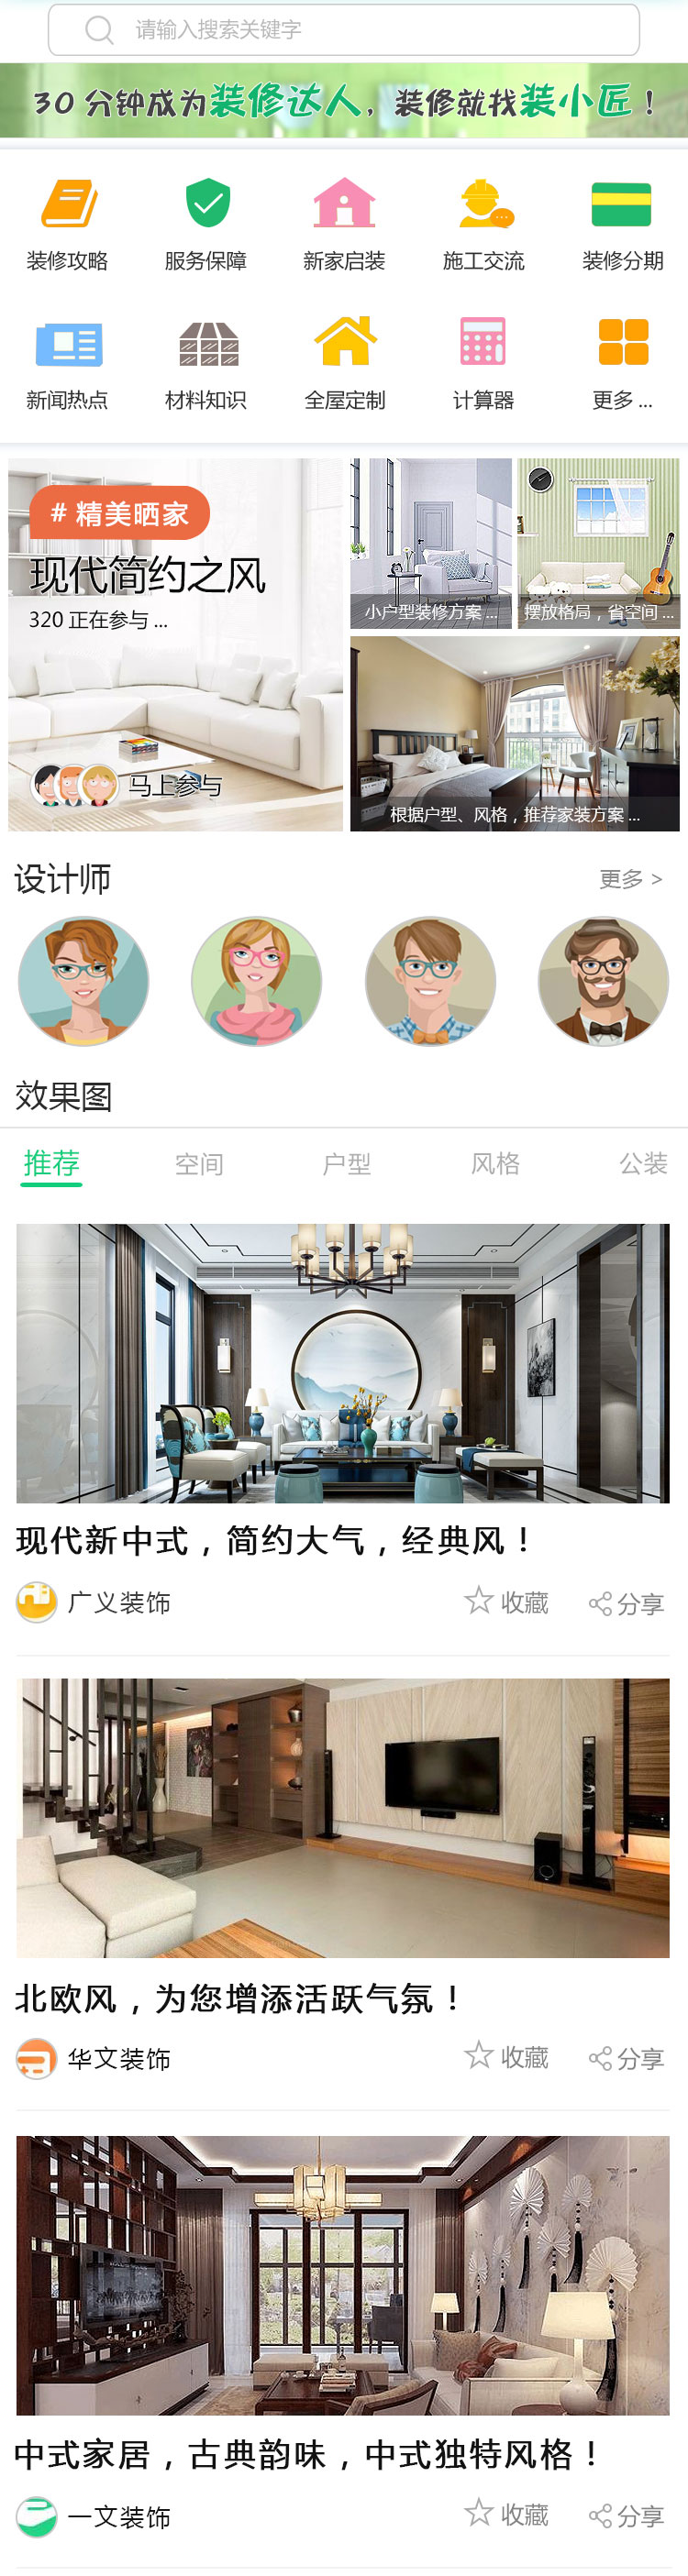 请输入搜索关键字
30 分钟成为装修达人，装修就找装小匠！
装修攻略 服务保障 新家启装 施工交流 装修分期
新闻热点 材料知识 全屋定制 计算器 更多 ...
# 精美晒家
现代简约之风
320 正在参与 ...
马上参与
小户型装修方案 ...
摆放格局，省空间 ...
根据户型、风格，推荐家装方案 ...
设计师 更多 >
效果图
推荐 空间 户型 风格 公装
现代新中式，简约大气，经典风！
广义装饰 收藏 分享
北欧风，为您增添活跃气氛！
华文装饰 收藏 分享
中式家居，古典韵味，中式独特风格！
一文装饰 收藏 分享